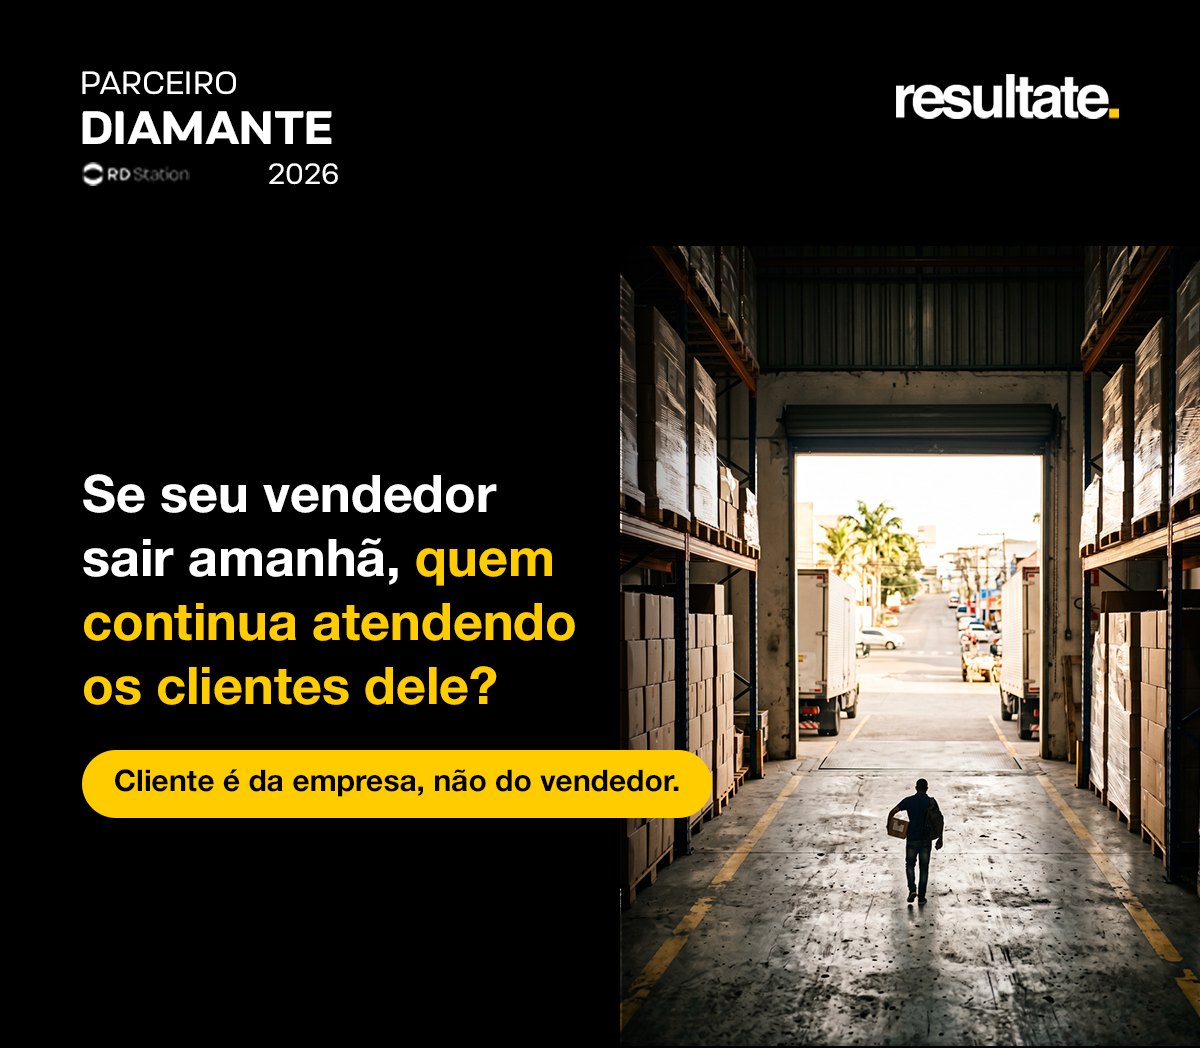 PARCEIRO
DIAMANTE
RD Station 2026
resultate.
Se seu vendedor
sair amanhã, quem
continua atendendo
os clientes dele?
Cliente é da empresa, não do vendedor.